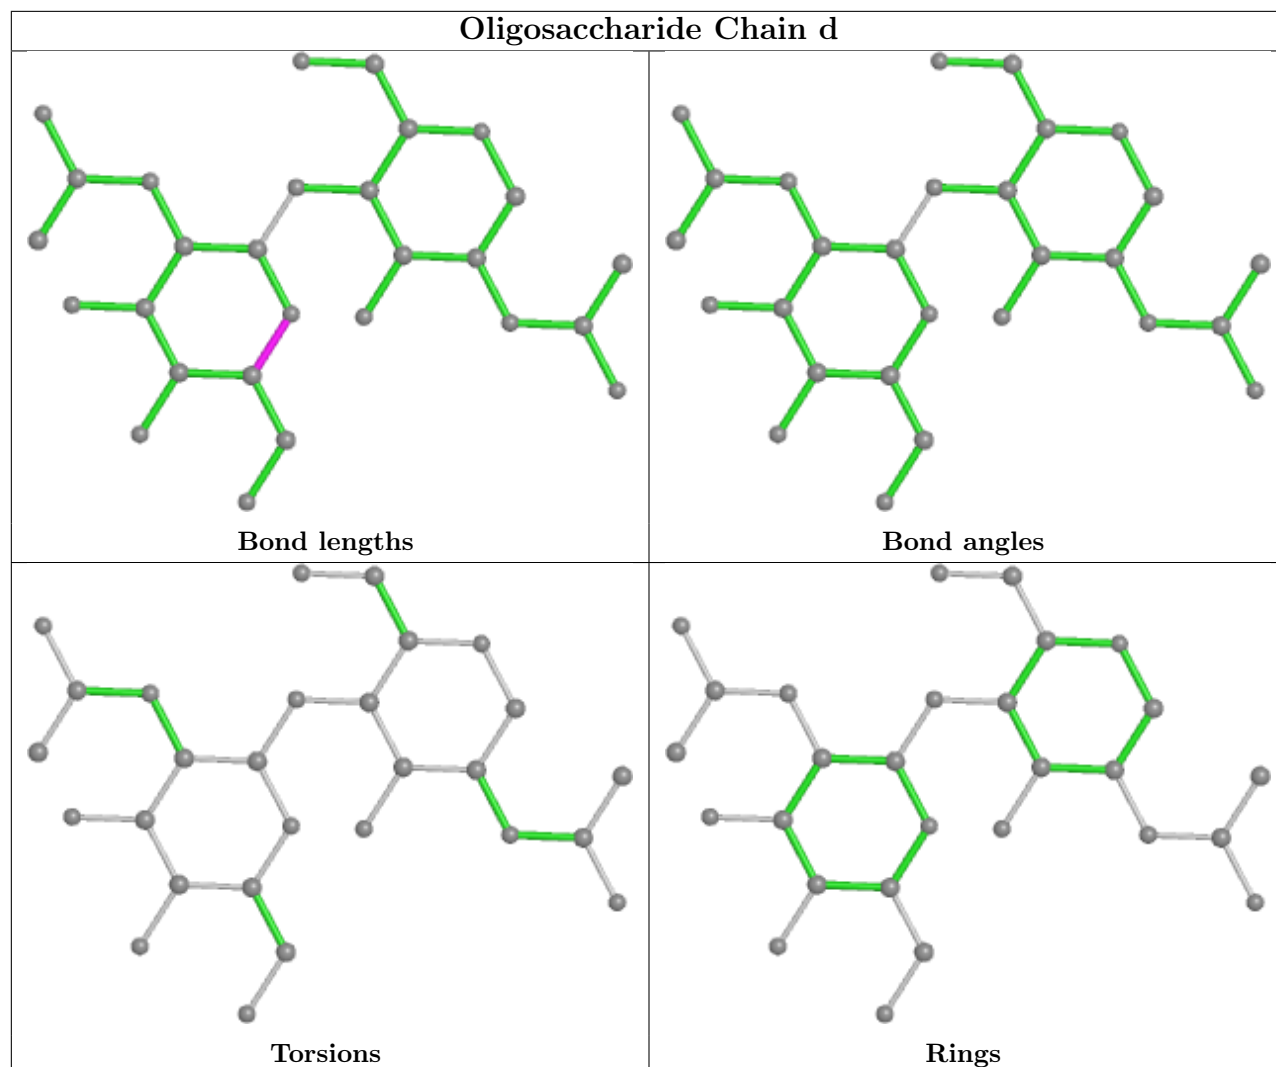 Oligosaccharide Chain d
Bond lengths
Bond angles
Torsions
Rings